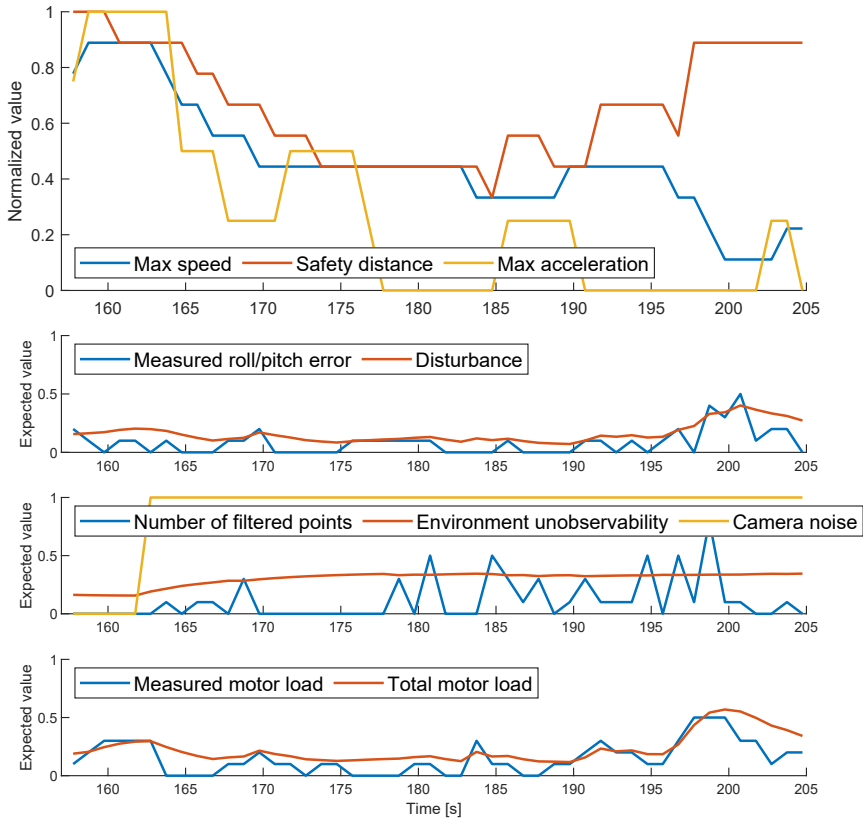 1
0.8
0.6
0.4
0.2
0
Normalized value
Max speed Safety distance Max acceleration
160 165 170 175 180 185 190 195 200 205
1
0.5
0
Expected value
Measured roll/pitch error Disturbance
160 165 170 175 180 185 190 195 200 205
1
0.5
0
Expected value
Number of filtered points Environment unobservability Camera noise
160 165 170 175 180 185 190 195 200 205
1
0.5
0
Expected value
Measured motor load Total motor load
160 165 170 175 180 185 190 195 200 205
Time [s]